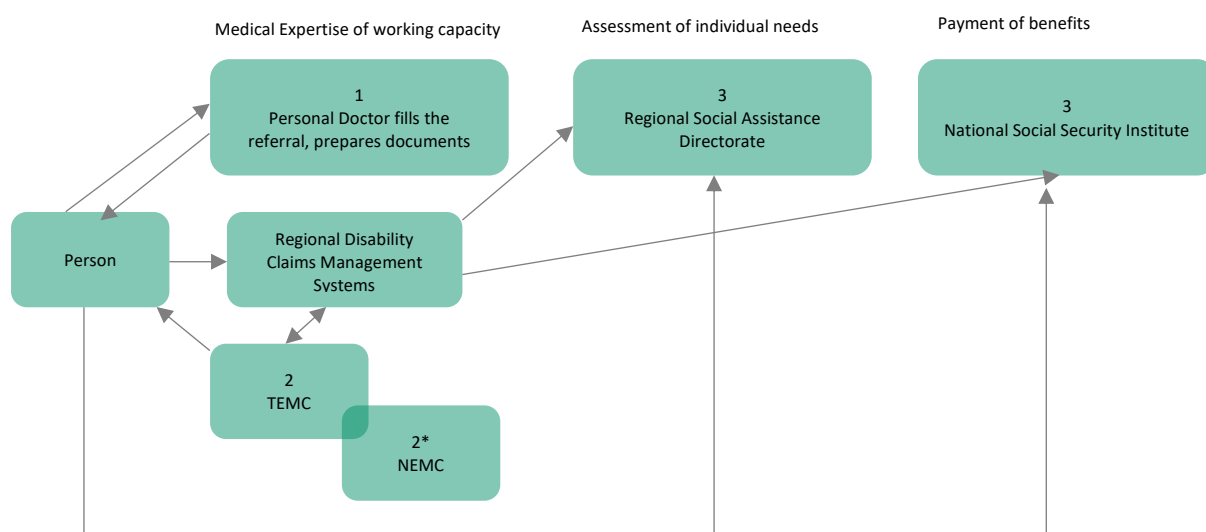 Medical Expertise of working capacity
Assessment of individual needs
Payment of benefits
1
Personal Doctor fills the
referral, prepares documents
3
Regional Social Assistance
Directorate
3
National Social Security Institute
Person
Regional Disability
Claims Management
Systems
2
TEMC
2*
NEMC